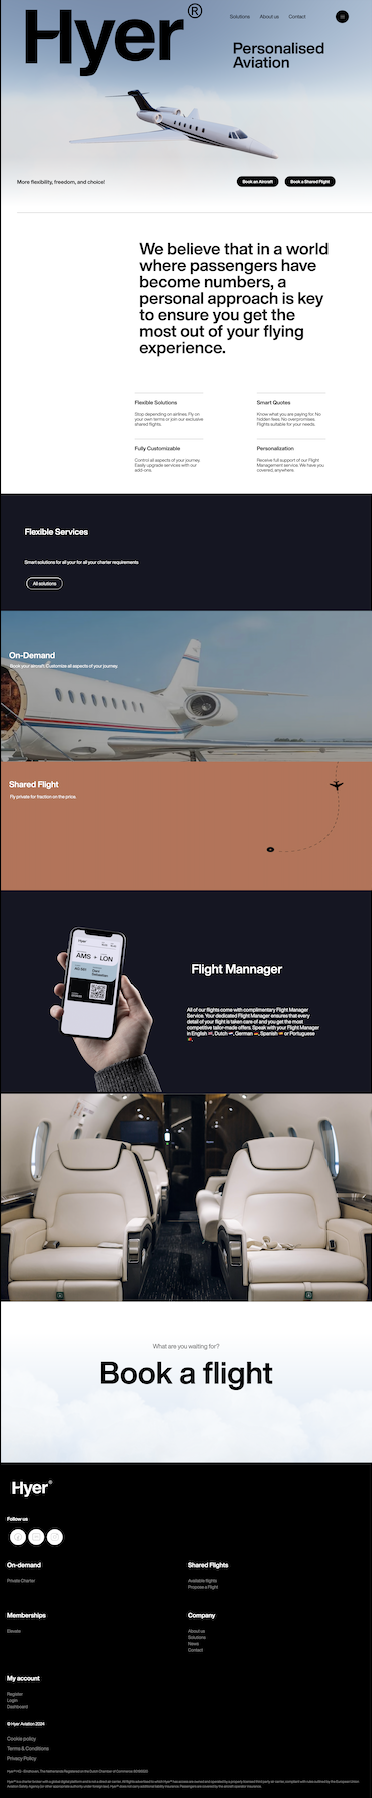 Hyer®
Solutions About us Contact
Personalised
Aviation
More flexibility, freedom, and choice!
Book an Aircraft
Book a Shared Flight
We believe that in a world
where passengers have
become numbers, a
personal approach is key
to ensure you get the
most out of your flying
experience.
Flexible Solutions
Stop depending on airlines. Fly on
your own terms or join our exclusive
shared flights.
Smart Quotes
Know what you are paying for. No
hidden fees. No overpromises.
Flights suitable for your needs.
Fully Customizable
Control all aspects of your journey.
Easily upgrade services with our
add-ons.
Personalization
Receive full support of our Flight
Management service. We have you
covered, anywhere.
Flexible Services
Smart solutions for all your for all your charter requirements
All solutions
On-Demand
Book your aircraft. Customize all aspects of your journey.
Shared Flight
Fly private for fraction on the price.
Hyer
AMS LON
Flight Mannager
All of our flights come with complimentary Flight Manager
Service. Your dedicated Flight Manager ensures that every
detail of your flight is taken care of and you get the most
competitive tailor-made offers. Speak with your Flight Manager
in English, Dutch, German, Spanish or Portuguese
.
What are you waiting for?
Book a flight
Hyer®
Follow us
On-demand
Private Charter
Shared Flights
Available flights
Propose a Flight
Memberships
Elevate
Company
About us
Solutions
News
Contact
My account
Register
Login
Dashboard
© Hyer Aviation 2024
Cookie policy
Terms & Conditions
Privacy Policy